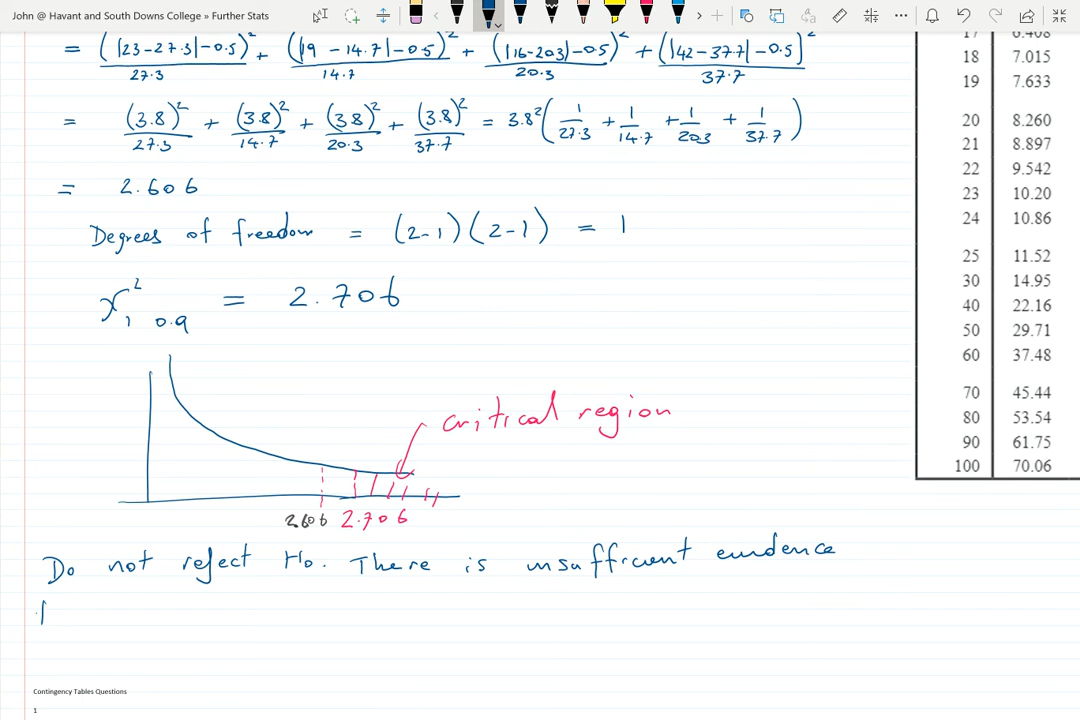 John @ Havant and South Downs College » Further Stats
= (|23-27.3|-0.5)² / 27.3 + (|19-14.7|-0.5)² / 14.7 + (|16-20.3|-0.5)² / 20.3 + (|42-37.7|-0.5)² / 37.7
= (3.8)² / 27.3 + (3.8)² / 14.7 + (3.8)² / 20.3 + (3.8)² / 37.7 = 3.8² (1/27.3 + 1/14.7 + 1/20.3 + 1/37.7)
= 2.606
Degrees of freedom = (2-1)(2-1) = 1
χ² 1 0.9 = 2.706
critical region
2.606 2.706
Do not reject Ho. There is insufficient evidence
Contingency Tables Questions
1
17 6.408
18 7.015
19 7.633
20 8.260
21 8.897
22 9.542
23 10.20
24 10.86
25 11.52
30 14.95
40 22.16
50 29.71
60 37.48
70 45.44
80 53.54
90 61.75
100 70.06